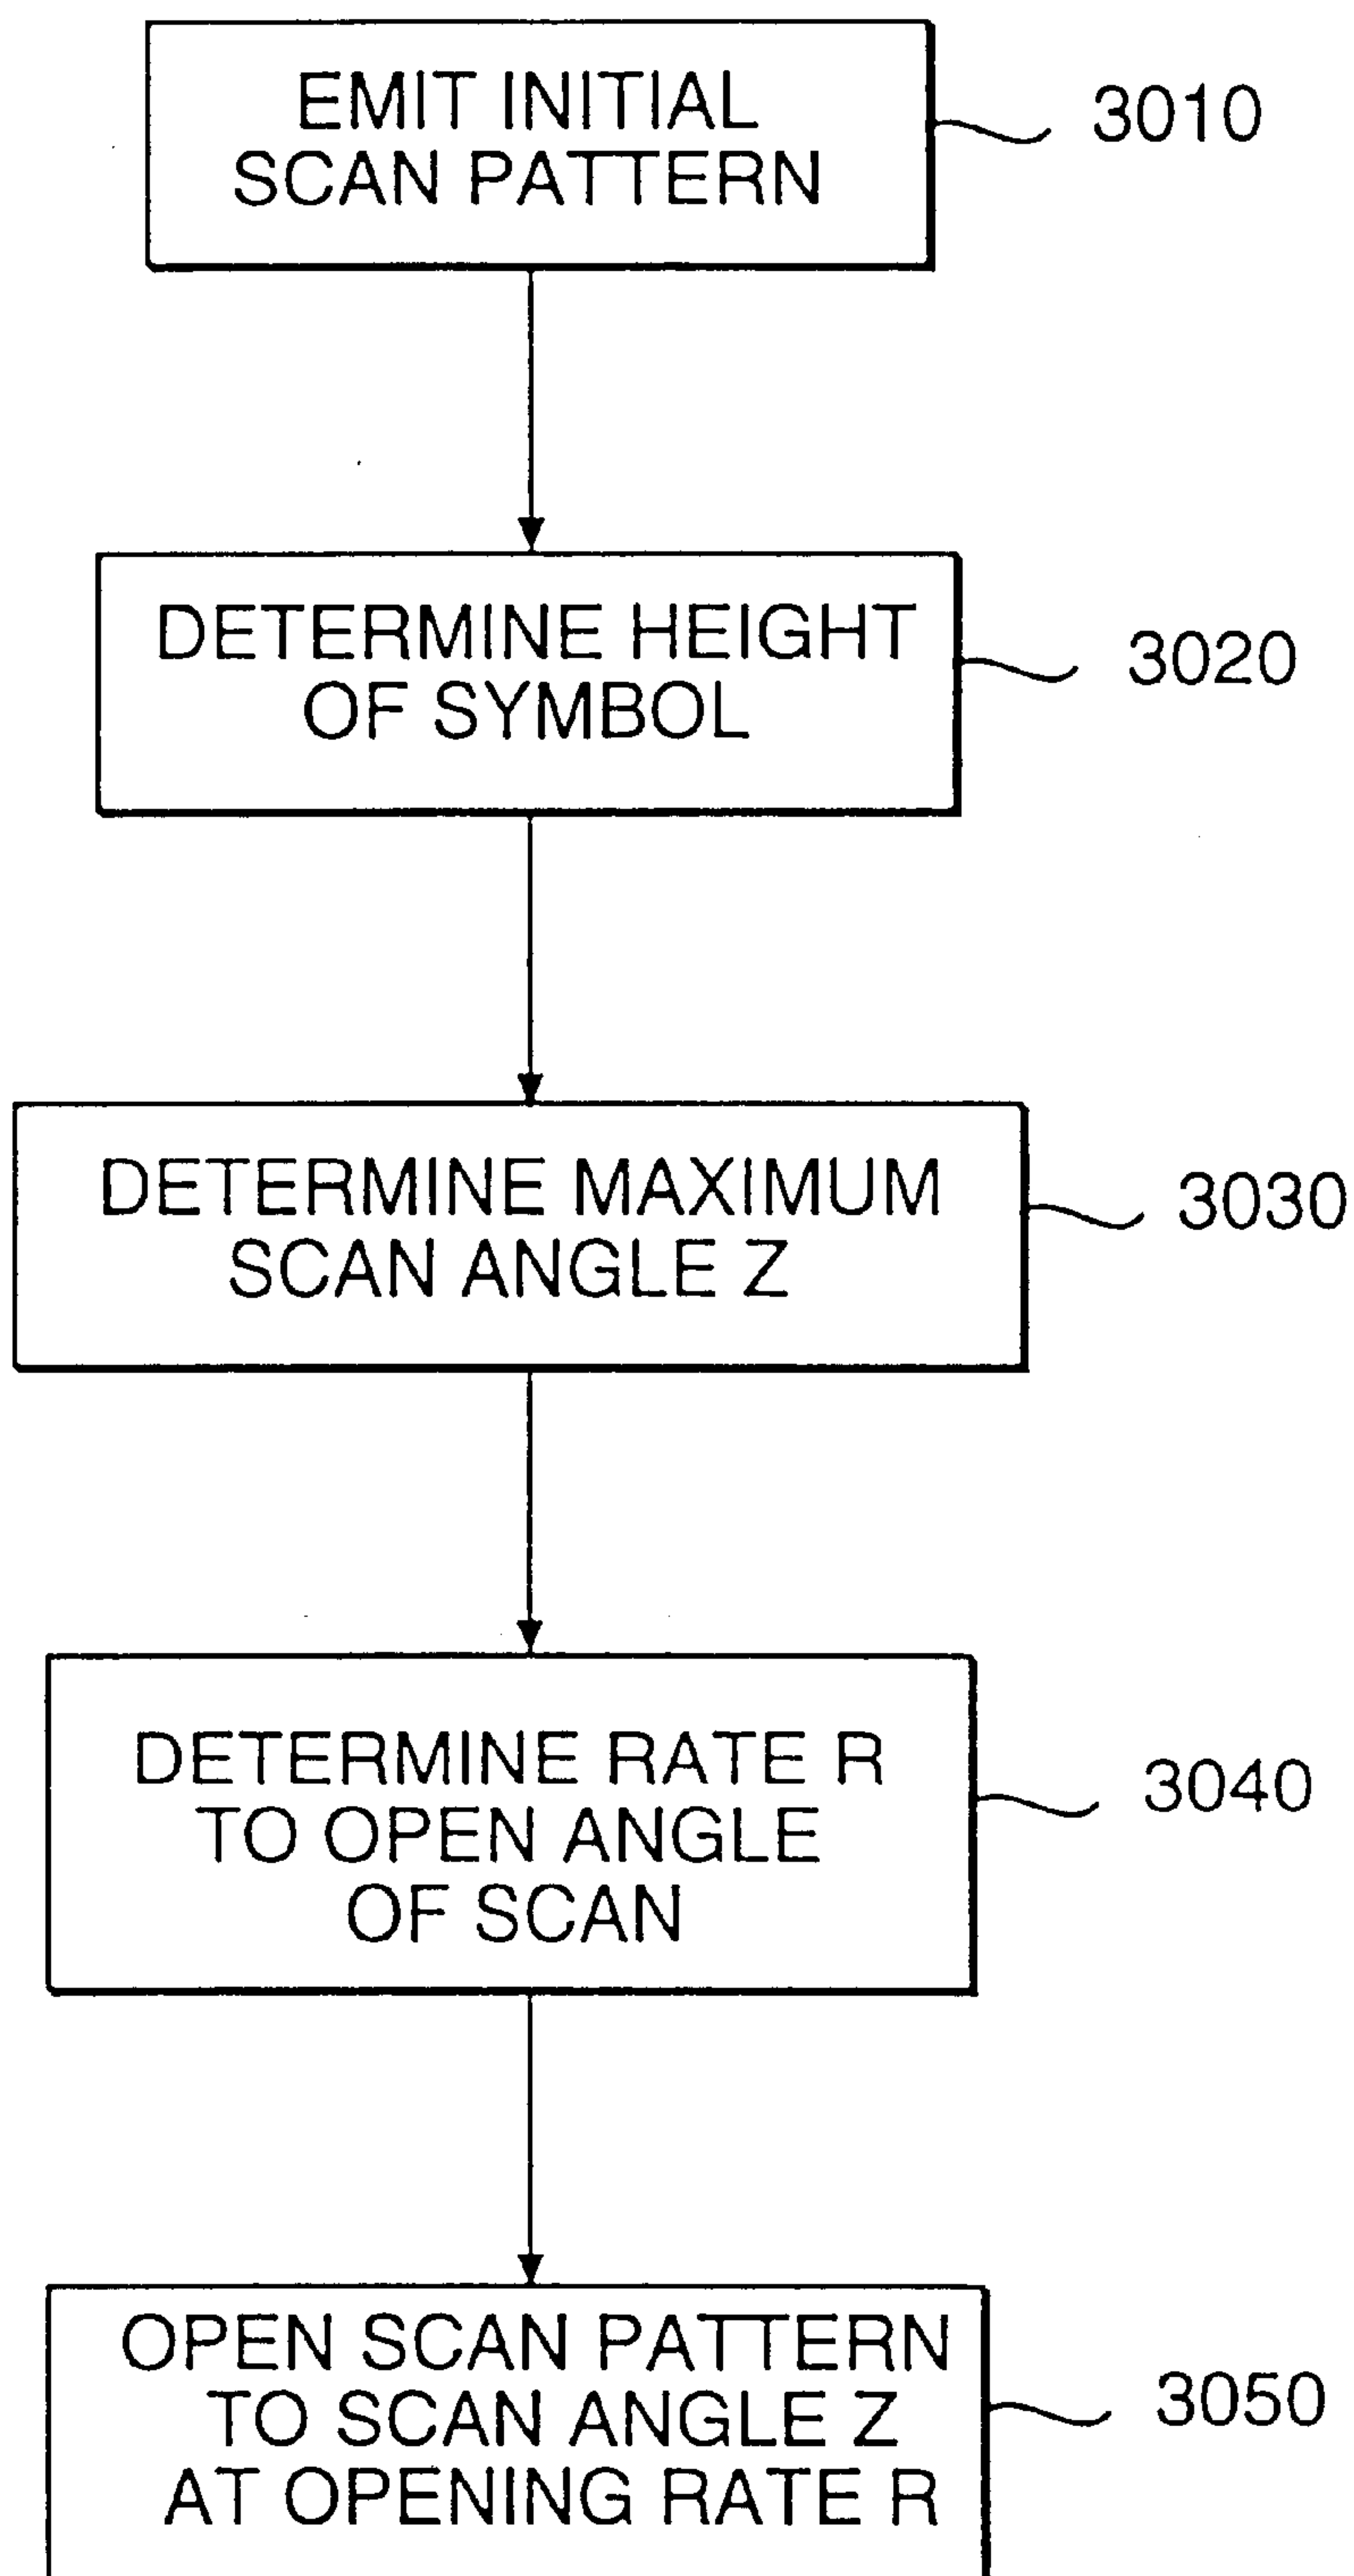 EMIT INITIAL
SCAN PATTERN
3010
DETERMINE HEIGHT
OF SYMBOL
3020
DETERMINE MAXIMUM
SCAN ANGLE Z
3030
DETERMINE RATE R
TO OPEN ANGLE
OF SCAN
3040
OPEN SCAN PATTERN
TO SCAN ANGLE Z
AT OPENING RATE R
3050